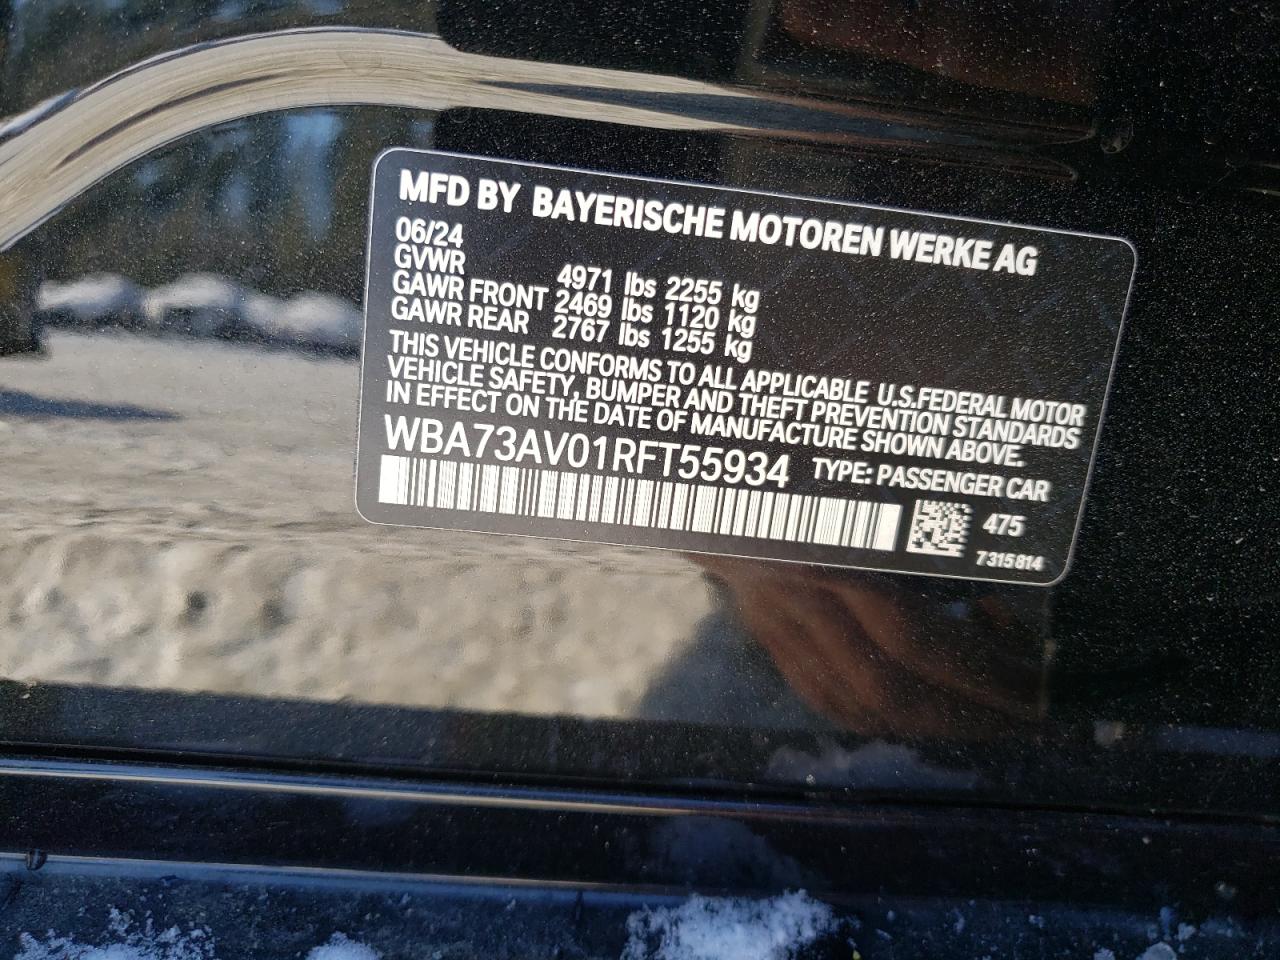 MFD BY BAYERISCHE MOTOREN WERKE AG
06/24
GVWR 4971 lbs 2255 kg
GAWR FRONT 2469 lbs 1120 kg
GAWR REAR 2767 lbs 1255 kg
THIS VEHICLE CONFORMS TO ALL APPLICABLE U.S.FEDERAL MOTOR
VEHICLE SAFETY, BUMPER AND THEFT PREVENTION STANDARDS
IN EFFECT ON THE DATE OF MANUFACTURE SHOWN ABOVE.
WBA73AV01RFT55934 TYPE: PASSENGER CAR
475
7315814